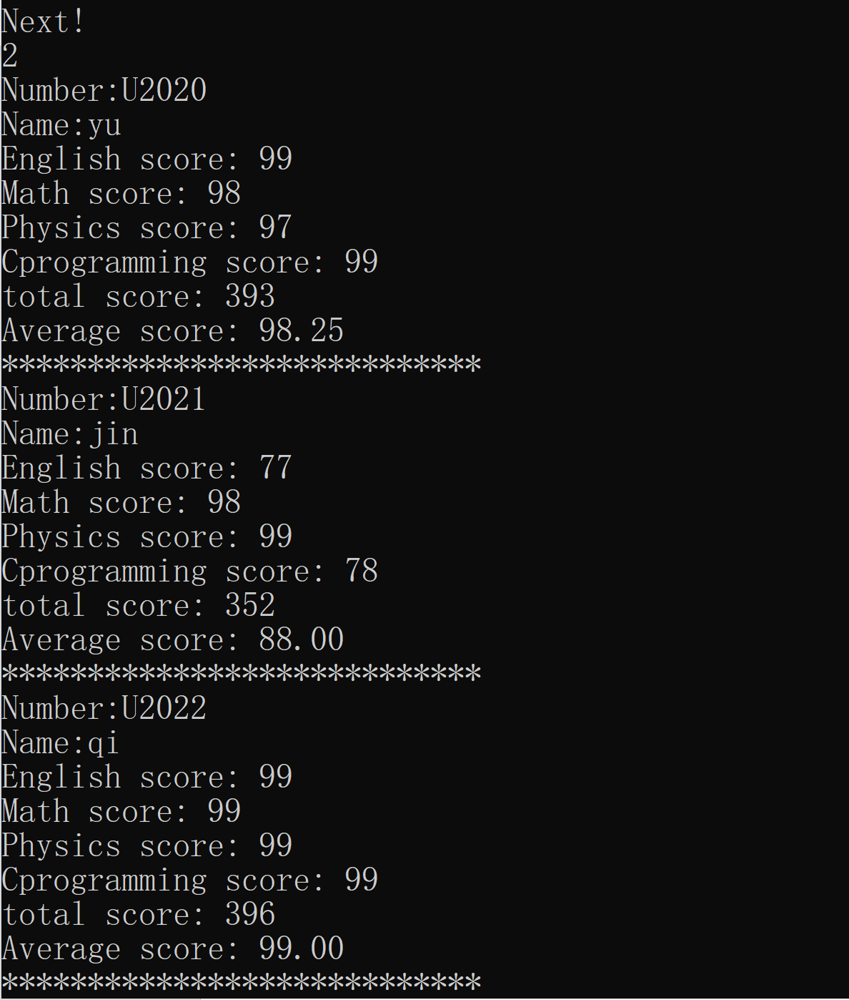 Next!
2
Number:U2020
Name:yu
English score: 99
Math score: 98
Physics score: 97
Cprogramming score: 99
total score: 393
Average score: 98.25
****************************
Number:U2021
Name:jin
English score: 77
Math score: 98
Physics score: 99
Cprogramming score: 78
total score: 352
Average score: 88.00
****************************
Number:U2022
Name:qi
English score: 99
Math score: 99
Physics score: 99
Cprogramming score: 99
total score: 396
Average score: 99.00
****************************